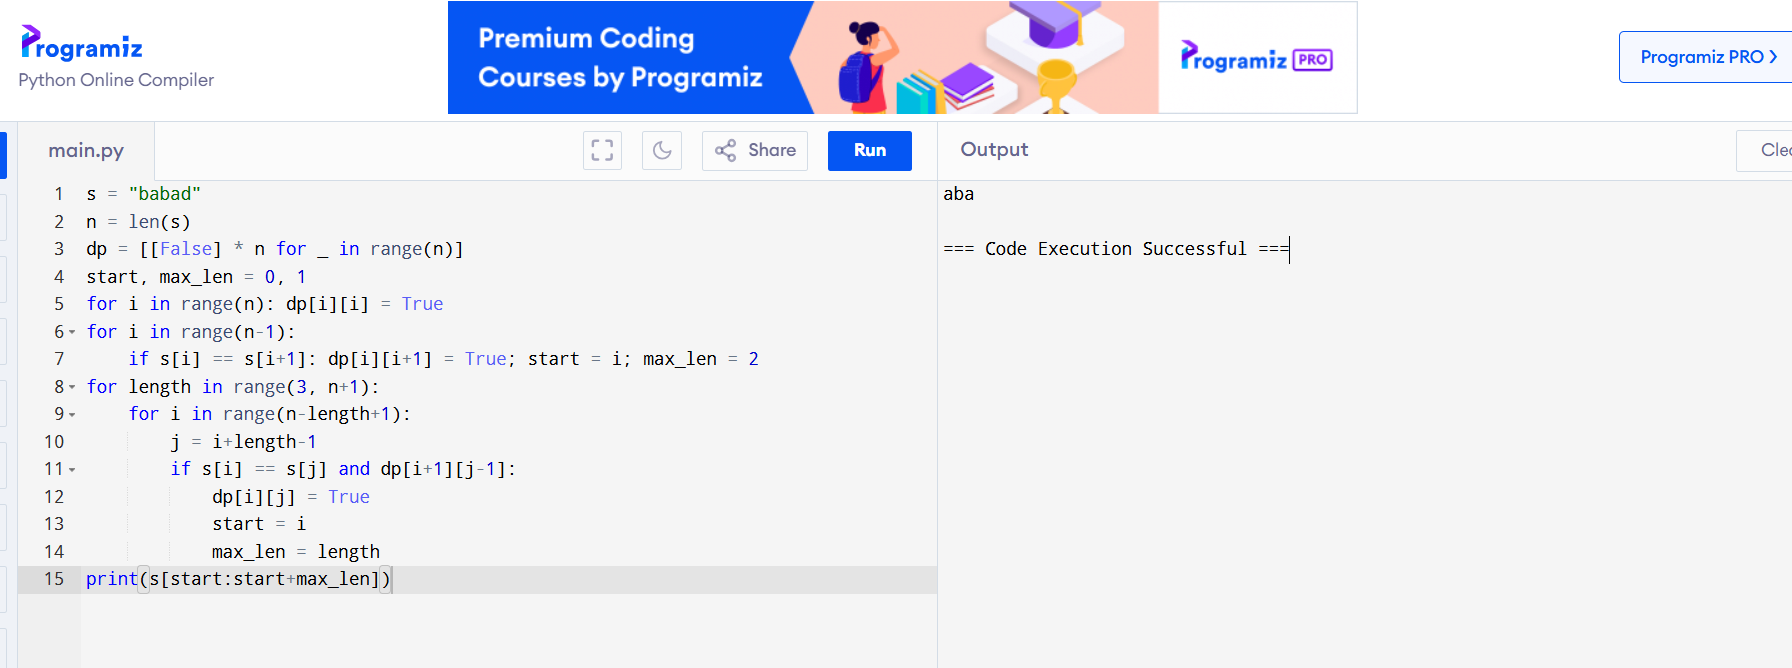 Programiz
Python Online Compiler
Premium Coding
Courses by Programiz
Programiz PRO
Programiz PRO >
main.py
Share
Run
Output
1 s = "babad"
2 n = len(s)
3 dp = [[False] * n for _ in range(n)]
4 start, max_len = 0, 1
5 for i in range(n): dp[i][i] = True
6 for i in range(n-1):
7     if s[i] == s[i+1]: dp[i][i+1] = True; start = i; max_len = 2
8 for length in range(3, n+1):
9     for i in range(n-length+1):
10         j = i+length-1
11         if s[i] == s[j] and dp[i+1][j-1]:
12             dp[i][j] = True
13             start = i
14             max_len = length
15 print(s[start:start+max_len])
aba
=== Code Execution Successful ===